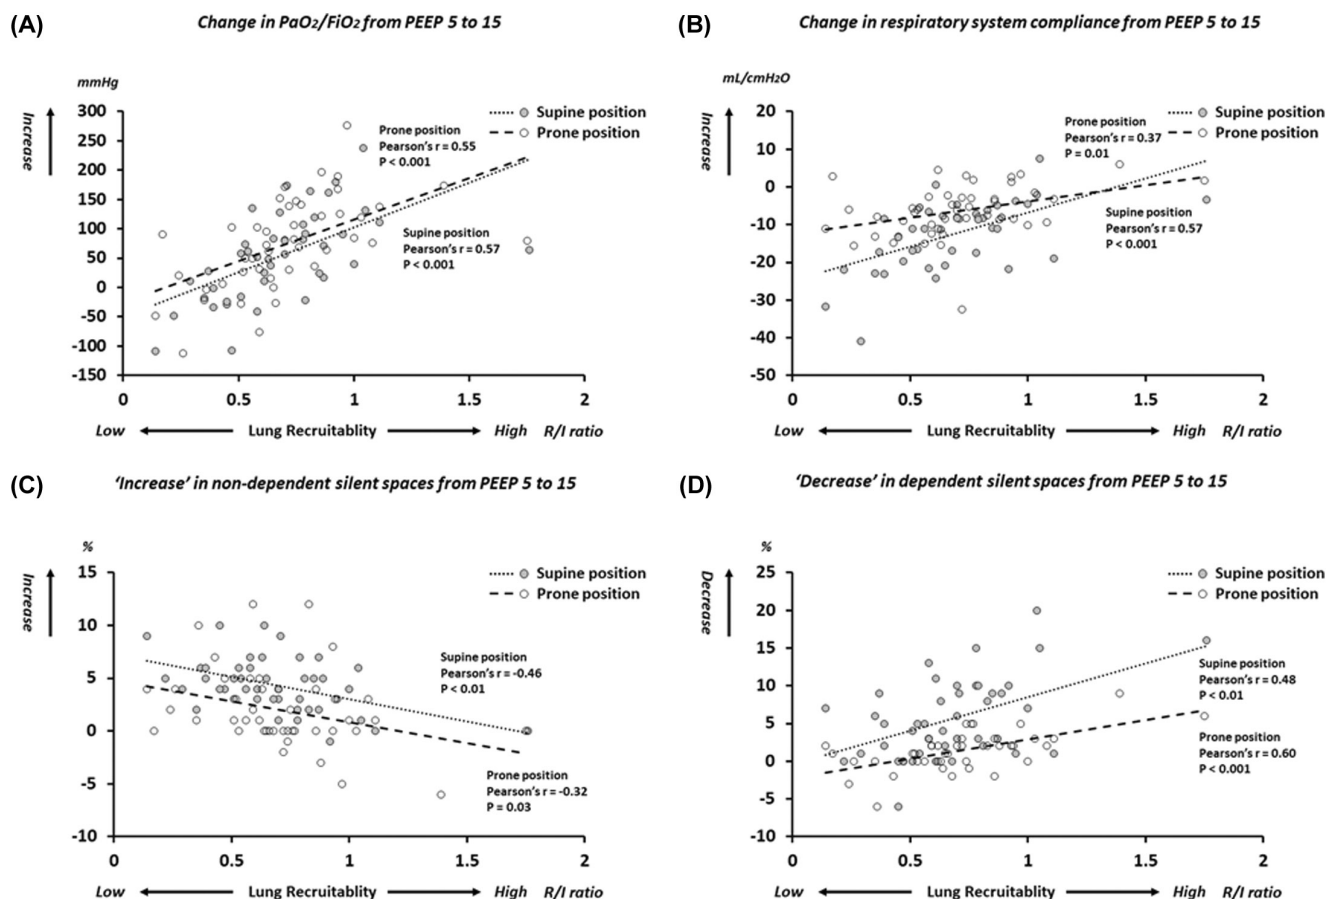 (A)
Change in PaO2/FiO2 from PEEP 5 to 15
mmHg
Increase
300
250
200
150
100
50
0
-50
-100
-150
Supine position
Prone position
Prone position
Pearson's r = 0.55
P < 0.001
Supine position
Pearson's r = 0.57
P < 0.001
0
0.5
1
1.5
2
Low
Lung Recruitablity
High
R/I ratio
(B)
Change in respiratory system compliance from PEEP 5 to 15
mL/cmH2O
Increase
20
10
0
-10
-20
-30
-40
-50
Supine position
Prone position
Prone position
Pearson's r = 0.37
P = 0.01
Supine position
Pearson's r = 0.57
P < 0.001
0
0.5
1
1.5
2
Low
Lung Recruitablity
High
R/I ratio
(C)
'Increase' in non-dependent silent spaces from PEEP 5 to 15
%
Increase
15
10
5
0
-5
-10
Supine position
Prone position
Supine position
Pearson's r = -0.46
P < 0.01
Prone position
Pearson's r = -0.32
P = 0.03
0
0.5
1
1.5
2
Low
Lung Recruitablity
High
R/I ratio
(D)
'Decrease' in dependent silent spaces from PEEP 5 to 15
%
Decrease
25
20
15
10
5
0
-5
-10
Supine position
Prone position
Supine position
Pearson's r = 0.48
P < 0.01
Prone position
Pearson's r = 0.60
P < 0.001
0
0.5
1
1.5
2
Low
Lung Recruitablity
High
R/I ratio